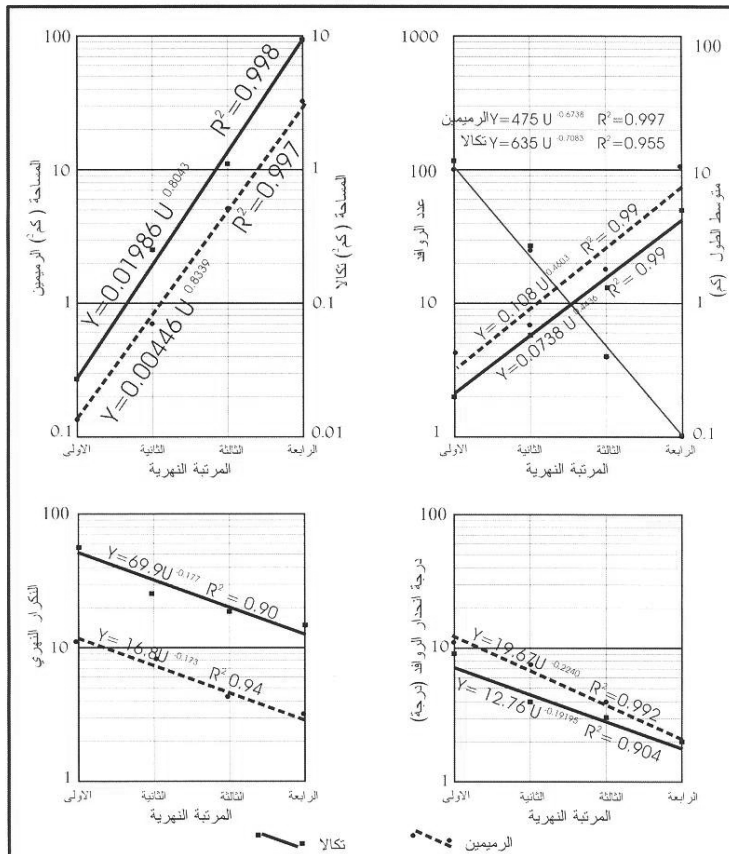 100
10
1
0.1
المساحة (كم2) الرميمين
10
1
0.1
0.01
المساحة (كم2) تكالا
Y=0.01986 U 0.8043
R2=0.998
Y=0.00446 U 0.8339
R2=0.997
الاولى الثانية الثالثة الرابعة
المرتبة النهرية
1000
100
10
1
عدد الروافد
100
10
1
0.1
متوسط الطول (كم)
الرميمين Y=475 U -0.6738 R2=0.997
تكالا Y=635 U -0.7083 R2=0.955
Y=0.108 U 0.4603 R2=0.99
Y=0.0738 U 0.4436 R2=0.99
الاولى الثانية الثالثة الرابعة
المرتبة النهرية
100
10
1
التكرار النهري
Y=69.9U -0.177 R2=0.90
Y=16.8U -0.173 R2 0.94
الاولى الثانية الثالثة الرابعة
المرتبة النهرية
100
10
1
درجة انحدار الروافد (درجة)
Y=19.67U -0.2240 R2=0.992
Y= 12.76 U -0.19195 R2=0.904
الاولى الثانية الثالثة الرابعة
المرتبة النهرية
تكالا
الرميمين